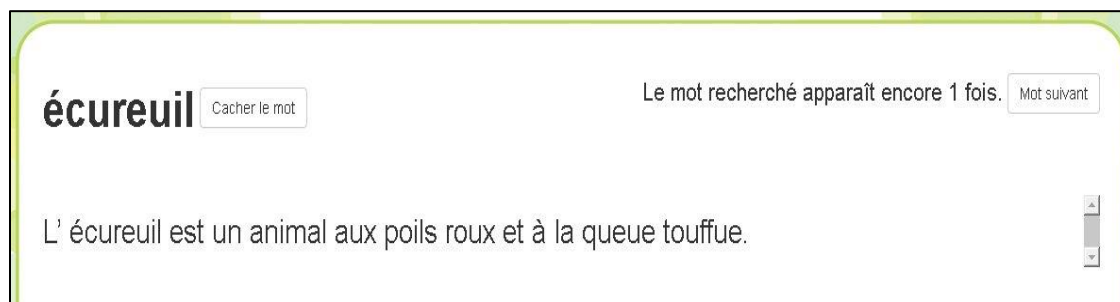 écureuil Cacher le mot
Le mot recherché apparaît encore 1 fois. Mot suivant
L' écureuil est un animal aux poils roux et à la queue touffue.